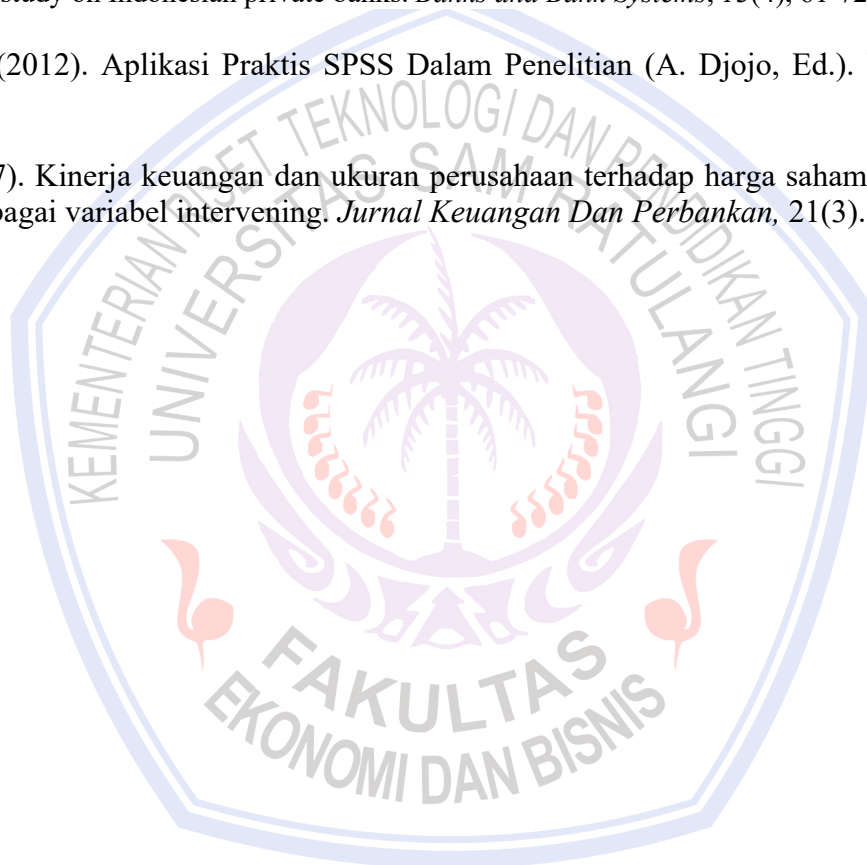 study on Indonesian private banks. Banks and Bank Systems, 15(4), 61-72
(2012). Aplikasi Praktis SPSS Dalam Penelitian (A. Djojo, Ed.).
7). Kinerja keuangan dan ukuran perusahaan terhadap harga saham
bagai variabel intervening. Jurnal Keuangan Dan Perbankan, 21(3).
KEMENTERIAN RISET TEKNOLOGI DAN PENDIDIKAN TINGGI
UNIVERSITAS SAM RATULANGI
FAKULTAS
EKONOMI DAN BISNIS